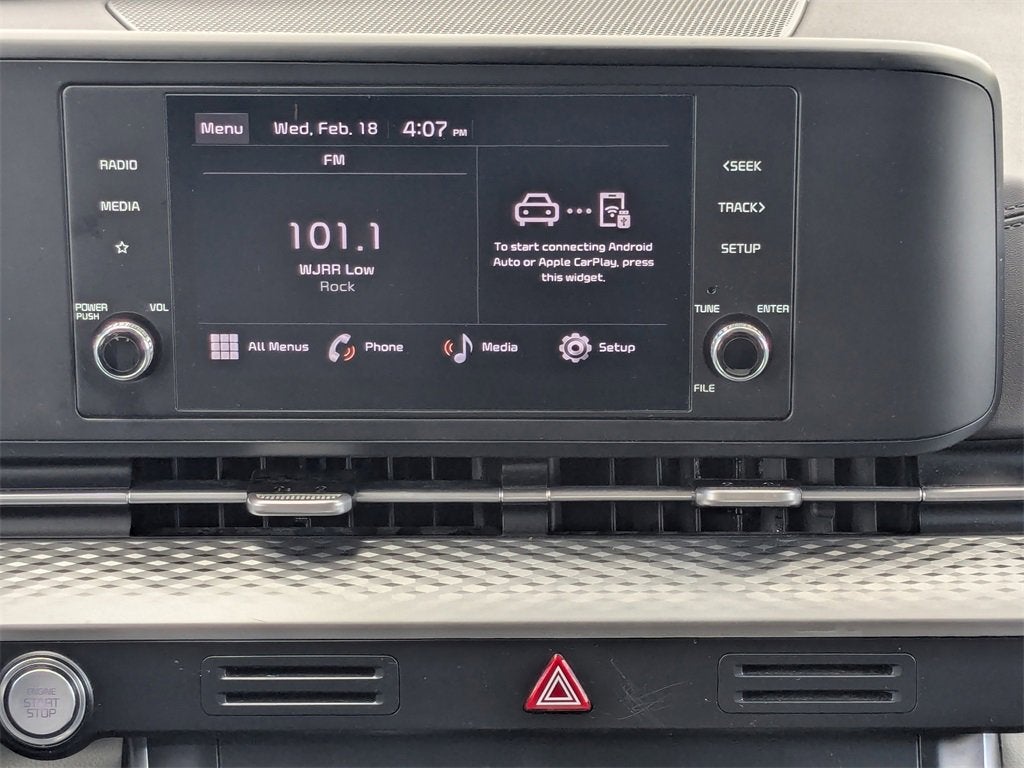 Menu Wed, Feb. 18 4:07 PM
FM
RADIO
MEDIA
☆
<SEEK
TRACK>
SETUP
101.1
WJRR Low
Rock
To start connecting Android
Auto or Apple CarPlay, press
this widget.
POWER
PUSH
VOL
TUNE
ENTER
FILE
All Menus Phone Media Setup
ENGINE
START
STOP